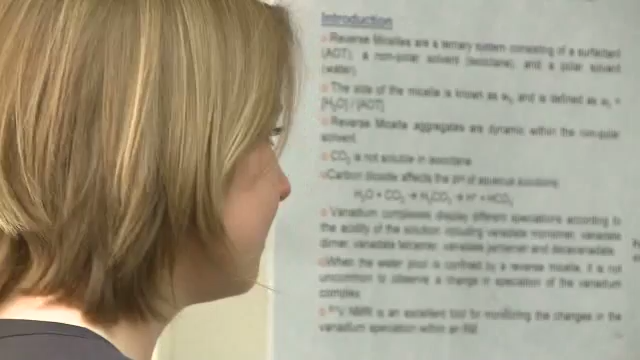 Introduction
Reverse Micelles are a ternary system consisting of a surfactant
(AOT), a non-polar solvent (isooctane), and a polar solvent
(water).
The size of the micelle is known as w₀ and is defined as w₀ =
[H₂O] / [AOT]
Reverse Micelle aggregates are dynamic within the non-polar
solvent.
CO₂ is not soluble in isooctane
Carbon dioxide affects the pH of aqueous solutions
H₂O + CO₂ → H₂CO₃ → H⁺ + HCO₃
Vanadium complexes display different speciations according to
the acidity of the solution including vanadate monomer, vanadate
dimer, vanadate tetramer, vanadate pentamer and decavanadate.
When the water pool is confined by a reverse micelle, it is not
uncommon to observe a change in speciation of the vanadium
complex
⁵¹V NMR is an excellent tool for monitoring the changes in the
vanadium speciation within an RM